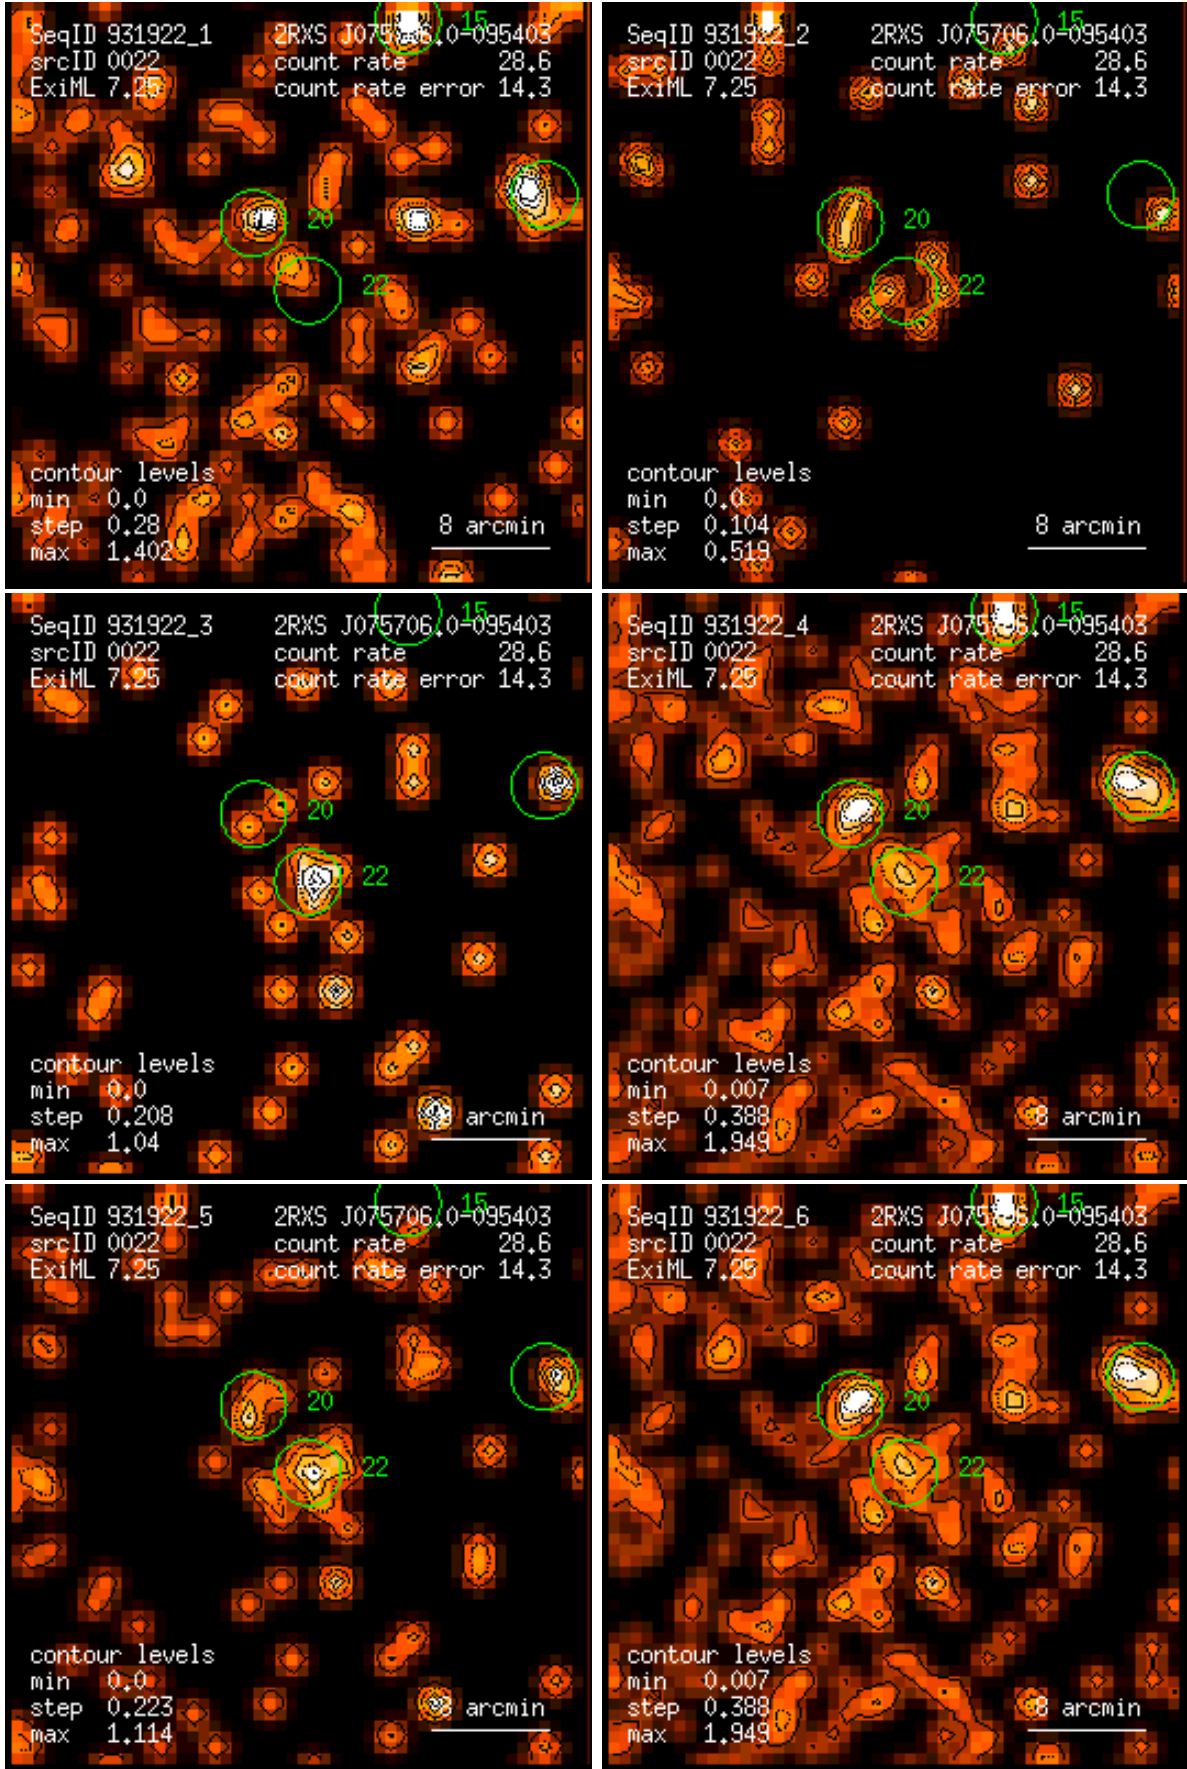 SeqID 931922_1 2RXS J075706.0-095403
srcID 0022 count rate 28.6
ExiML 7.25 count rate error 14.3
15
20
22
contour levels
min 0.0
step 0.28 8 arcmin
max 1.402
SeqID 931922_2 2RXS J075706.0-095403
srcID 0022 count rate 28.6
ExiML 7.25 count rate error 14.3
15
20
22
contour levels
min 0.0
step 0.104 8 arcmin
max 0.519
SeqID 931922_3 2RXS J075706.0-095403
srcID 0022 count rate 28.6
ExiML 7.25 count rate error 14.3
15
20
22
contour levels
min 0.0
step 0.208 8 arcmin
max 1.04
SeqID 931922_4 2RXS J075706.0-095403
srcID 0022 count rate 28.6
ExiML 7.25 count rate error 14.3
15
20
22
contour levels
min 0.007
step 0.388 8 arcmin
max 1.949
SeqID 931922_5 2RXS J075706.0-095403
srcID 0022 count rate 28.6
ExiML 7.25 count rate error 14.3
15
20
22
contour levels
min 0.0
step 0.223 8 arcmin
max 1.114
SeqID 931922_6 2RXS J075706.0-095403
srcID 0022 count rate 28.6
ExiML 7.25 count rate error 14.3
15
20
22
contour levels
min 0.007
step 0.388 8 arcmin
max 1.949